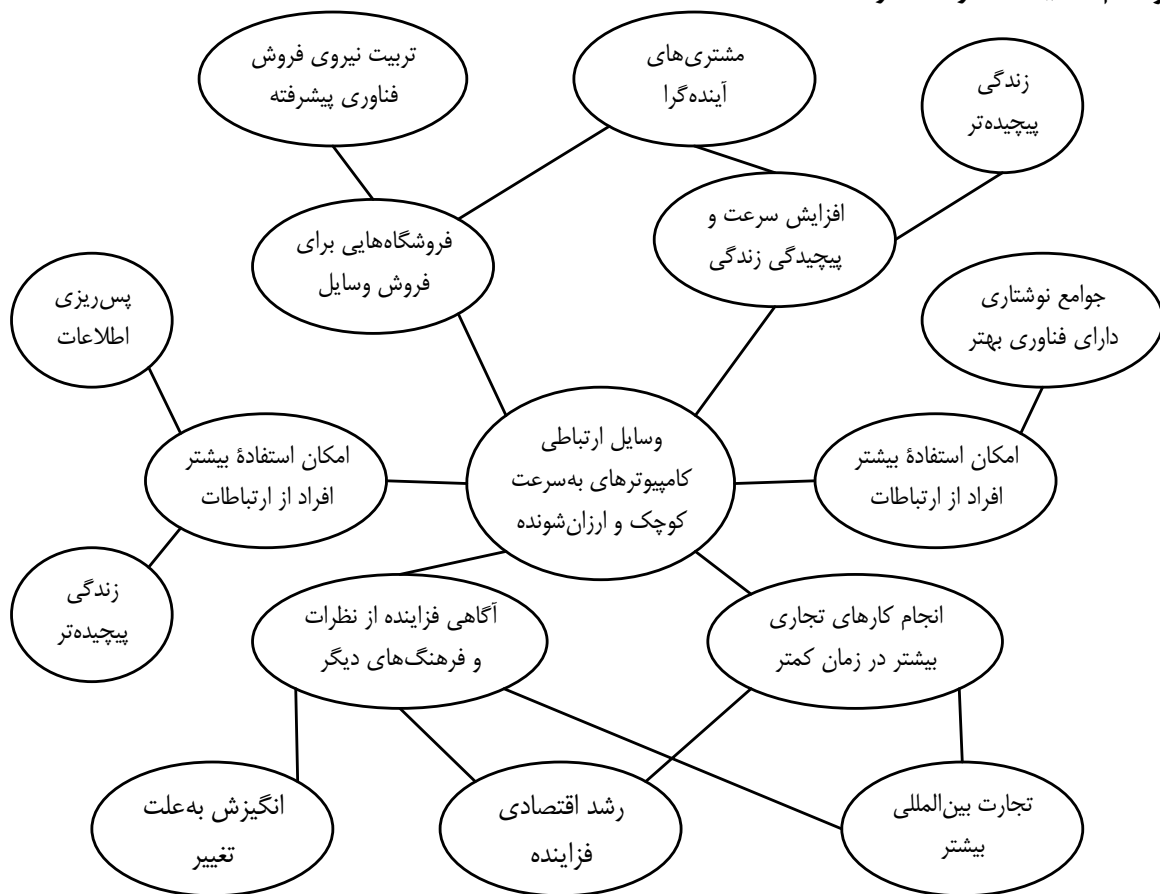 تربیت نیروی فروش
فناوری پیشرفته
مشتری‌های
آینده‌گرا
زندگی
پیچیده‌تر
فروشگاه‌هایی برای
فروش وسایل
افزایش سرعت و
پیچیدگی زندگی
پس‌ریزی
اطلاعات
جوامع نوشتاری
دارای فناوری بهتر
امکان استفادهٔ بیشتر
افراد از ارتباطات
وسایل ارتباطی
کامپیوترهای به‌سرعت
کوچک و ارزان‌شونده
امکان استفادهٔ بیشتر
افراد از ارتباطات
زندگی
پیچیده‌تر
آگاهی فزاینده از نظرات
و فرهنگ‌های دیگر
انجام کارهای تجاری
بیشتر در زمان کمتر
انگیزش به‌علت
تغییر
رشد اقتصادی
فزاینده
تجارت بین‌المللی
بیشتر